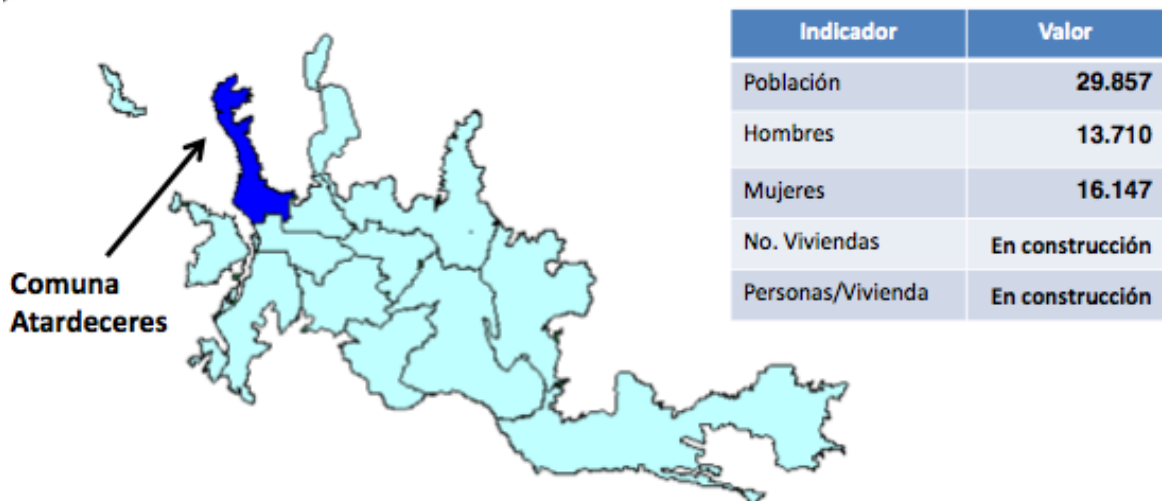 Indicador Valor
Población 29.857
Hombres 13.710
Mujeres 16.147
No. Viviendas En construcción
Personas/Vivienda En construcción
Comuna
Atardeceres